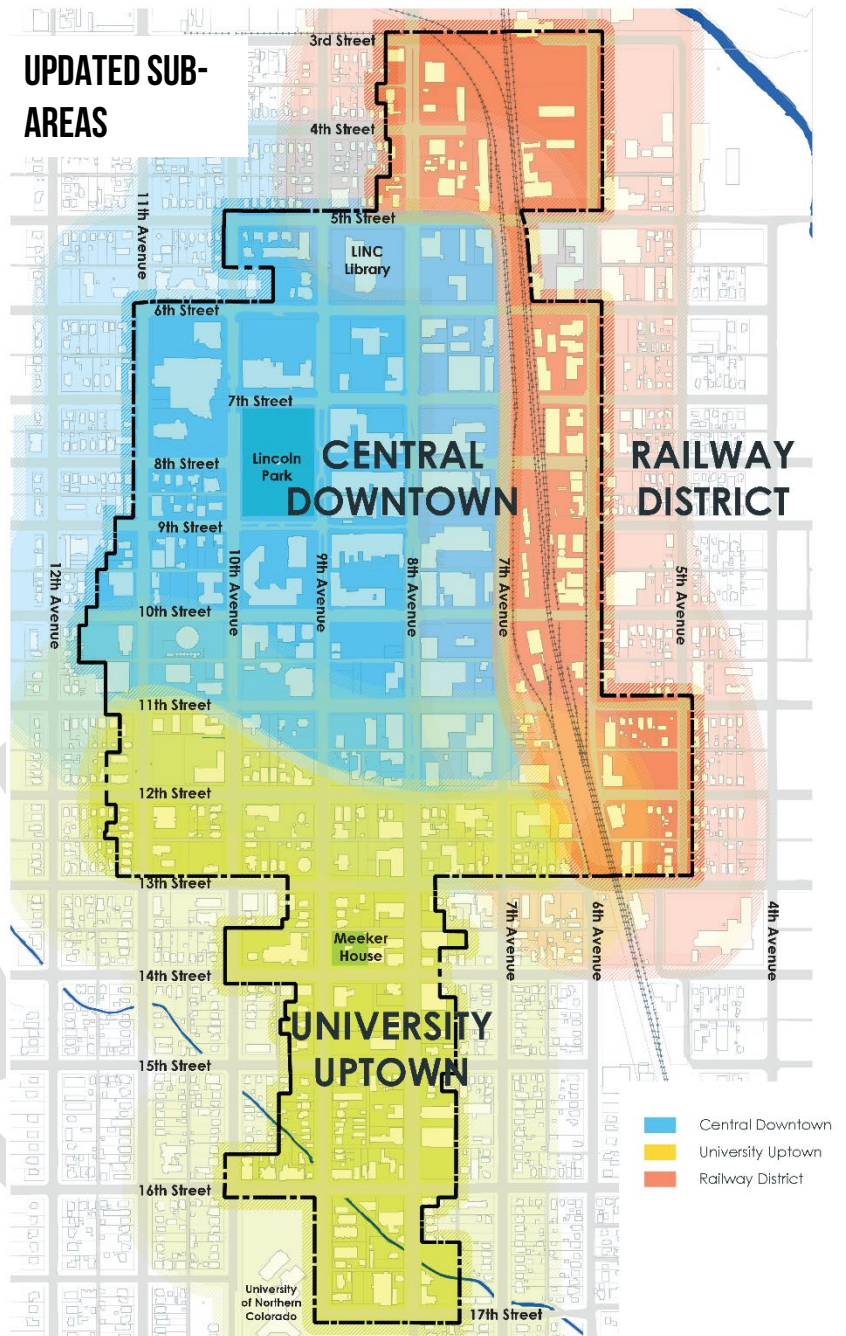 UPDATED SUB-
AREAS
3rd Street
4th Street
11th Avenue
5th Street
LINC
Library
6th Street
7th Street
Lincoln
Park
8th Street
CENTRAL
DOWNTOWN
RAILWAY
DISTRICT
9th Street
12th Avenue
10th Avenue
9th Avenue
8th Avenue
7th Avenue
5th Avenue
10th Street
11th Street
12th Street
13th Street
7th Avenue
6th Avenue
4th Avenue
Meeker
House
14th Street
UNIVERSITY
UPTOWN
15th Street
Central Downtown
University Uptown
Railway District
16th Street
University
of Northern
Colorado
17th Street